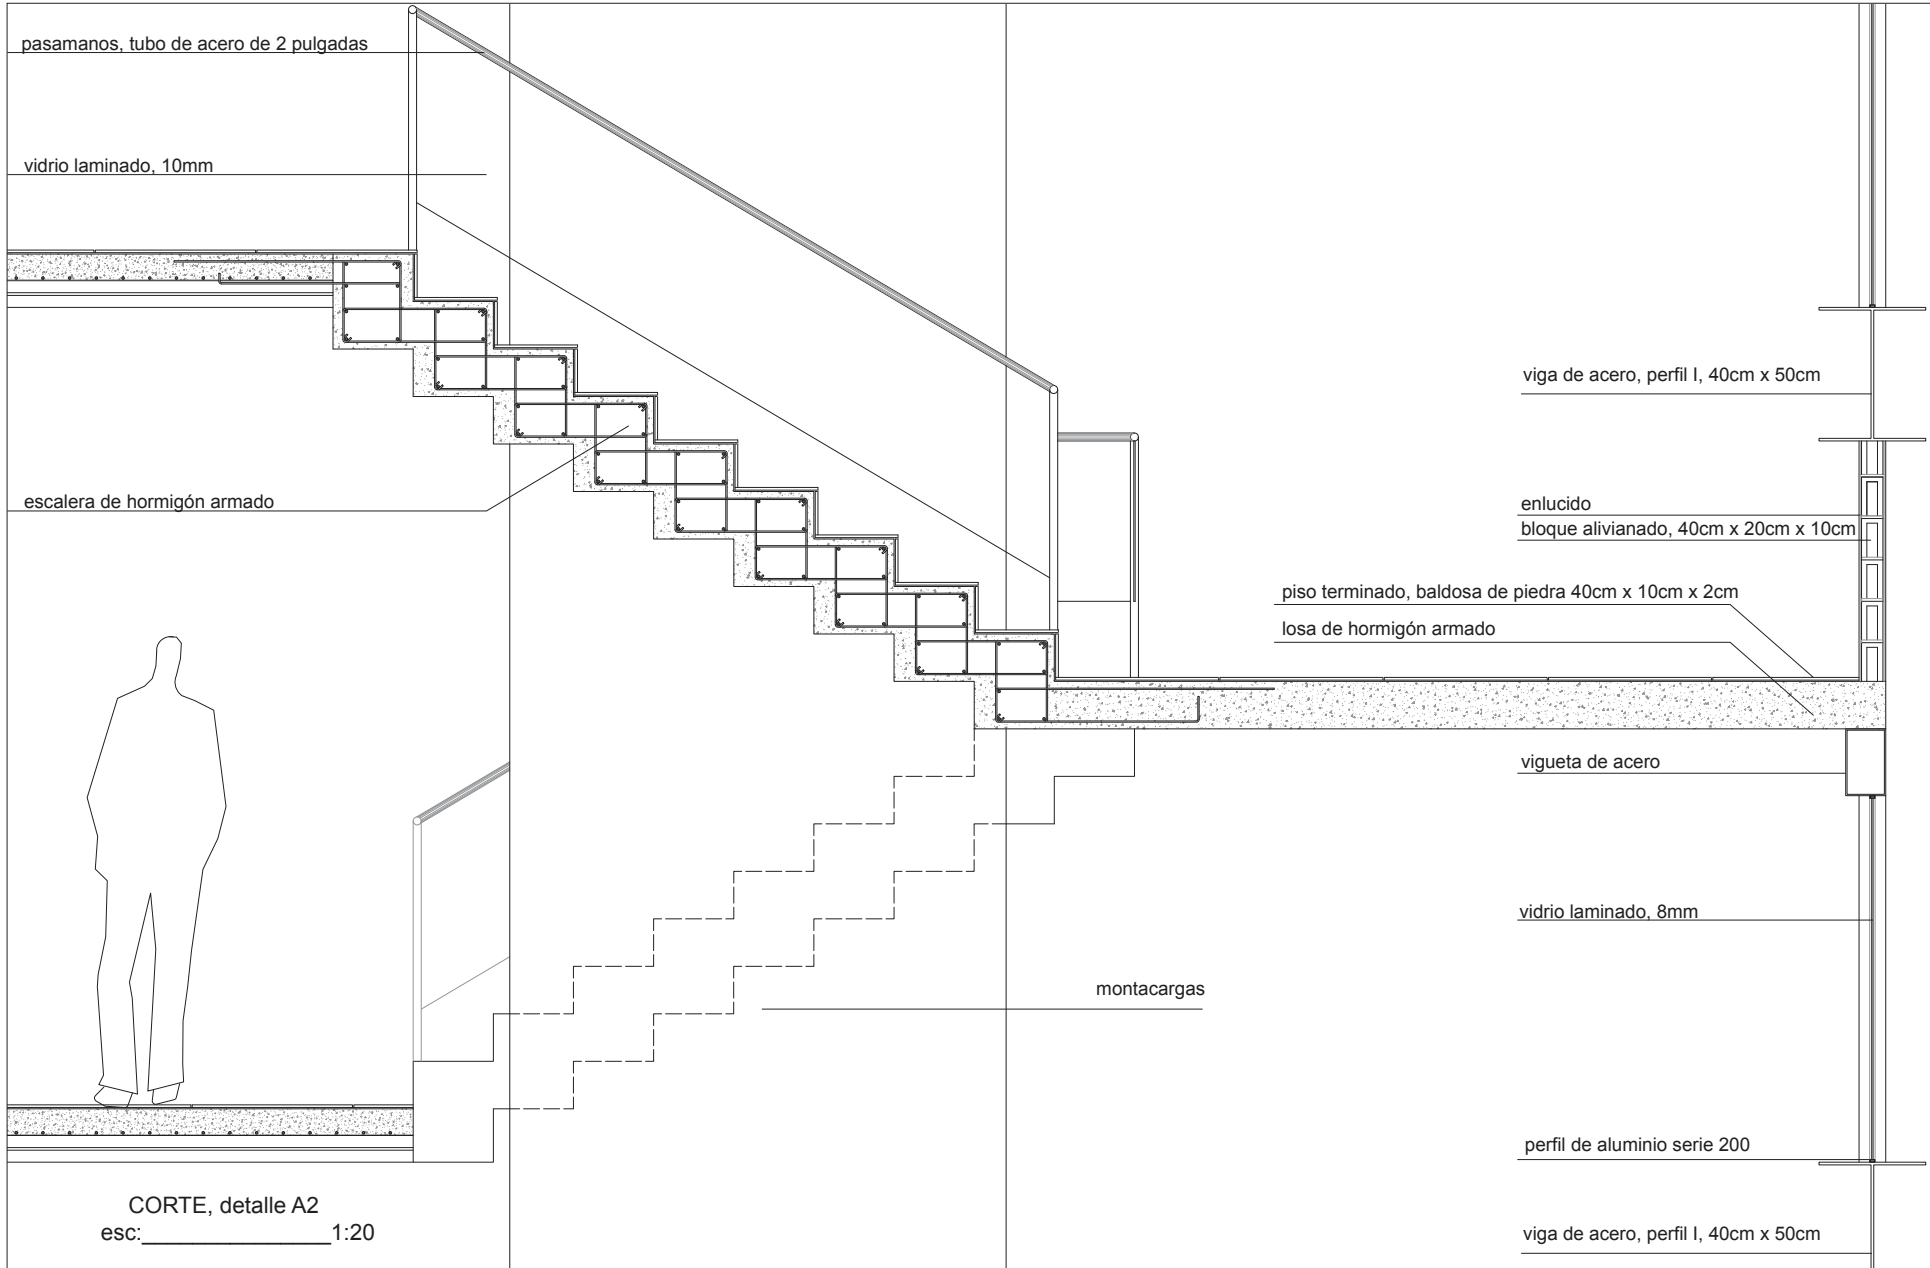 pasamanos, tubo de acero de 2 pulgadas
vidrio laminado, 10mm
escalera de hormigón armado
viga de acero, perfil I, 40cm x 50cm
enlucido
bloque alivianado, 40cm x 20cm x 10cm
piso terminado, baldosa de piedra 40cm x 10cm x 2cm
losa de hormigón armado
vigueta de acero
vidrio laminado, 8mm
montacargas
perfil de aluminio serie 200
viga de acero, perfil I, 40cm x 50cm
CORTE, detalle A2
esc:________________1:20